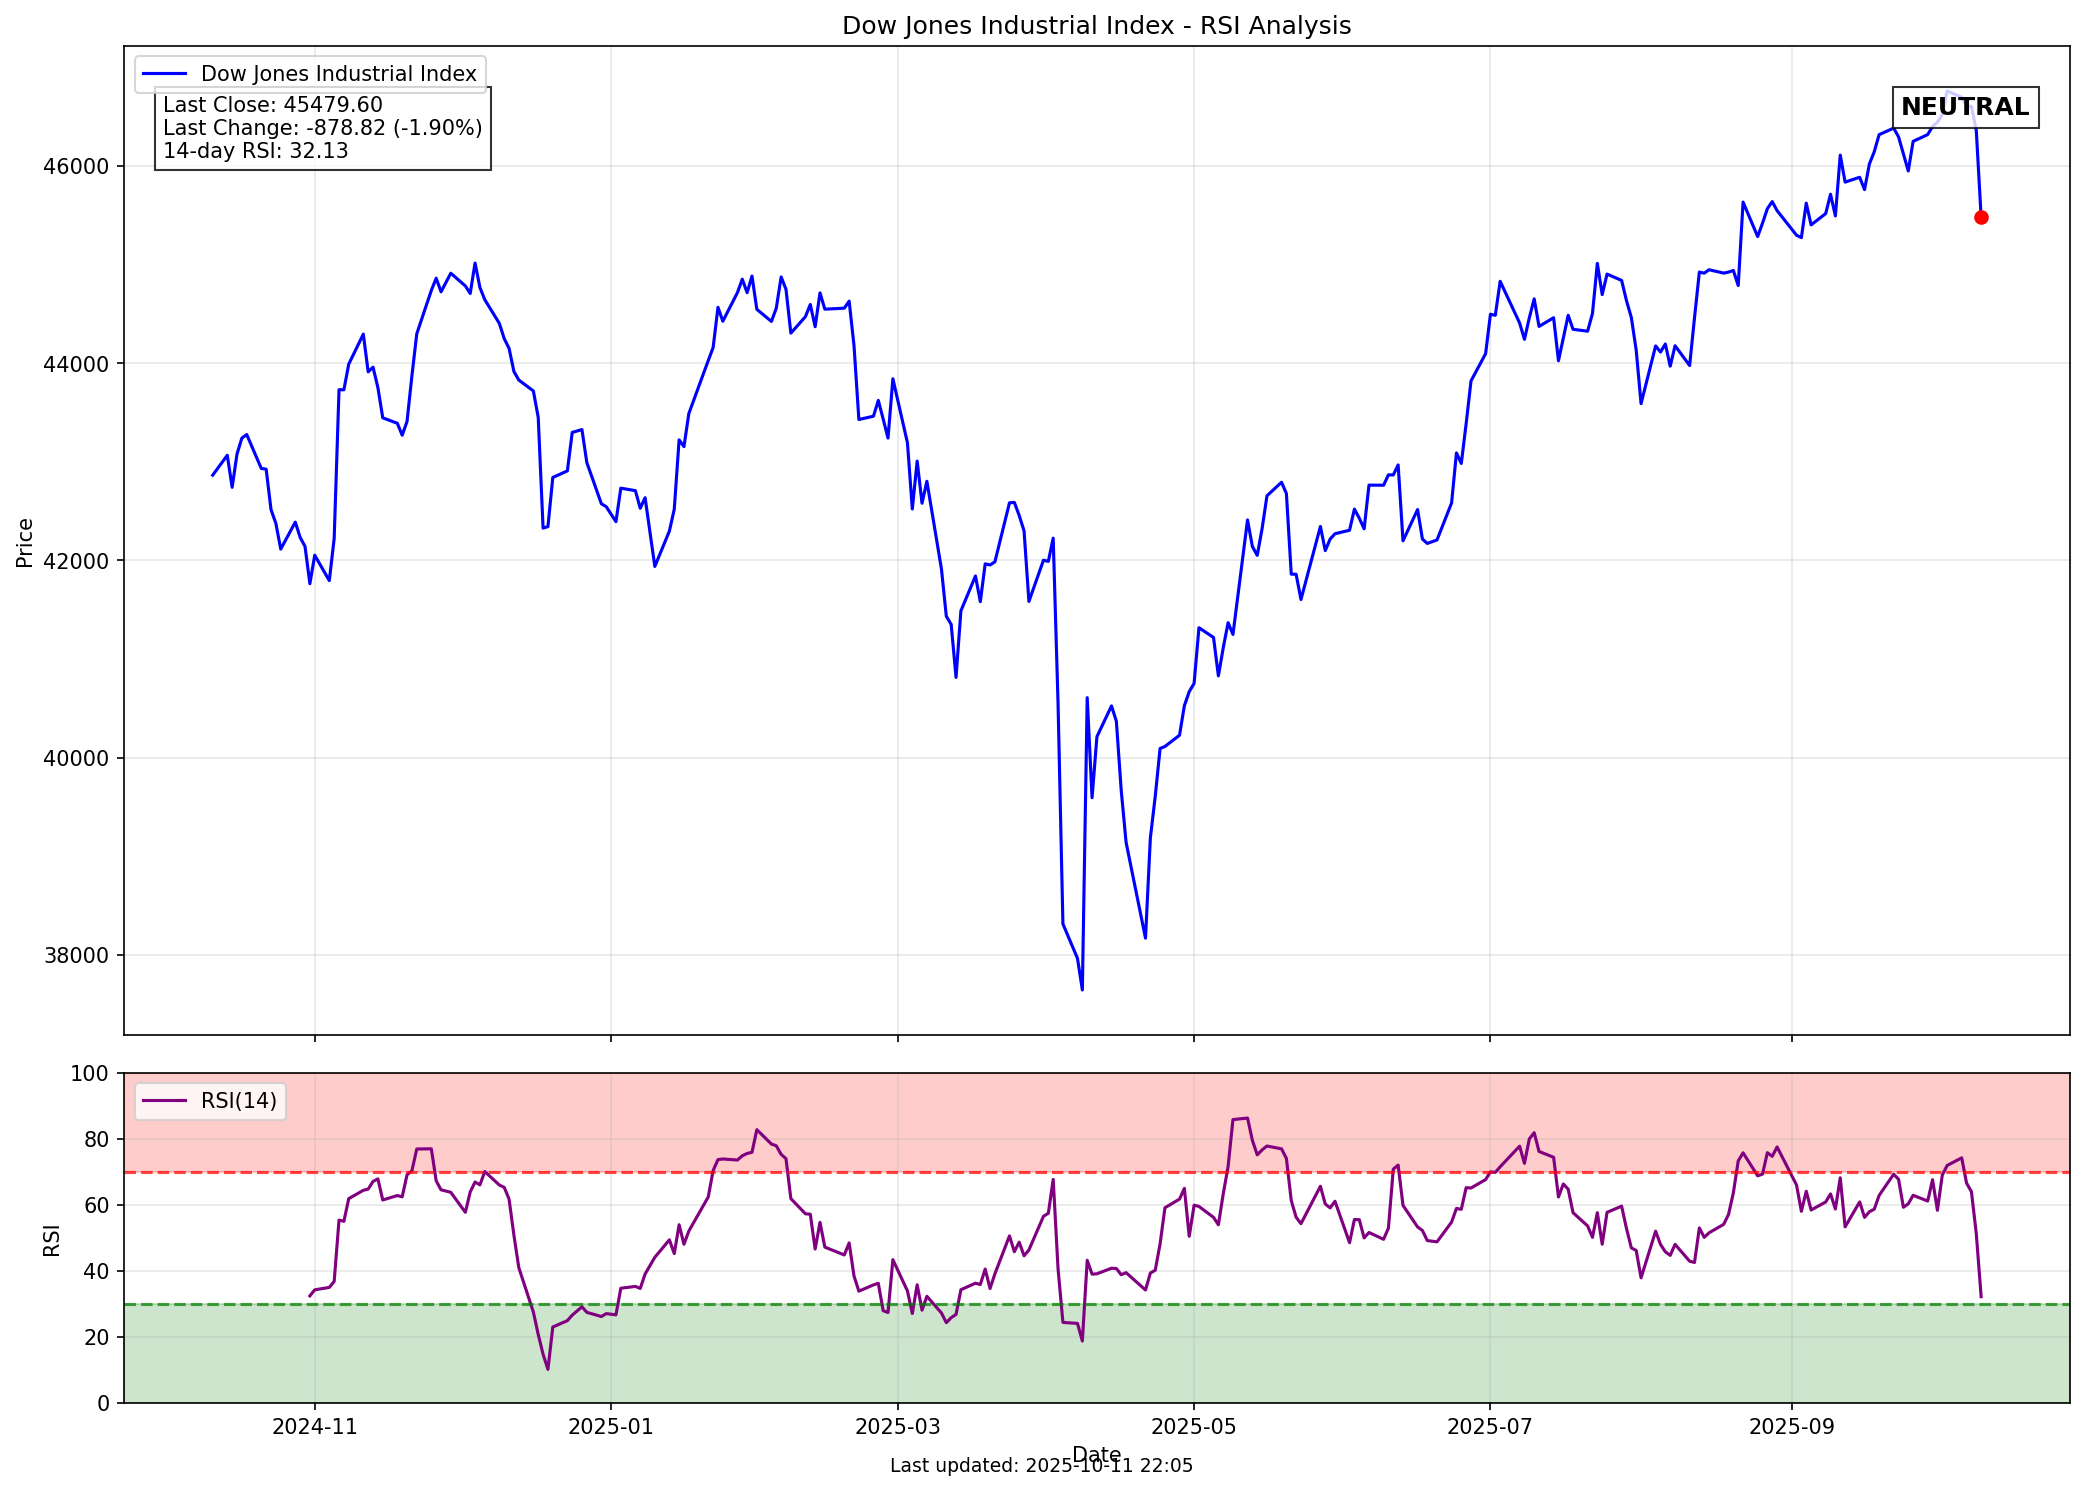 Dow Jones Industrial Index - RSI Analysis
Dow Jones Industrial Index
Last Close: 45479.60
Last Change: -878.82 (-1.90%)
14-day RSI: 32.13
NEUTRAL
Price
46000
44000
42000
40000
38000
RSI(14)
RSI
100
80
60
40
20
0
2024-11
2025-01
2025-03
2025-05
2025-07
2025-09
Date
Last updated: 2025-10-11 22:05